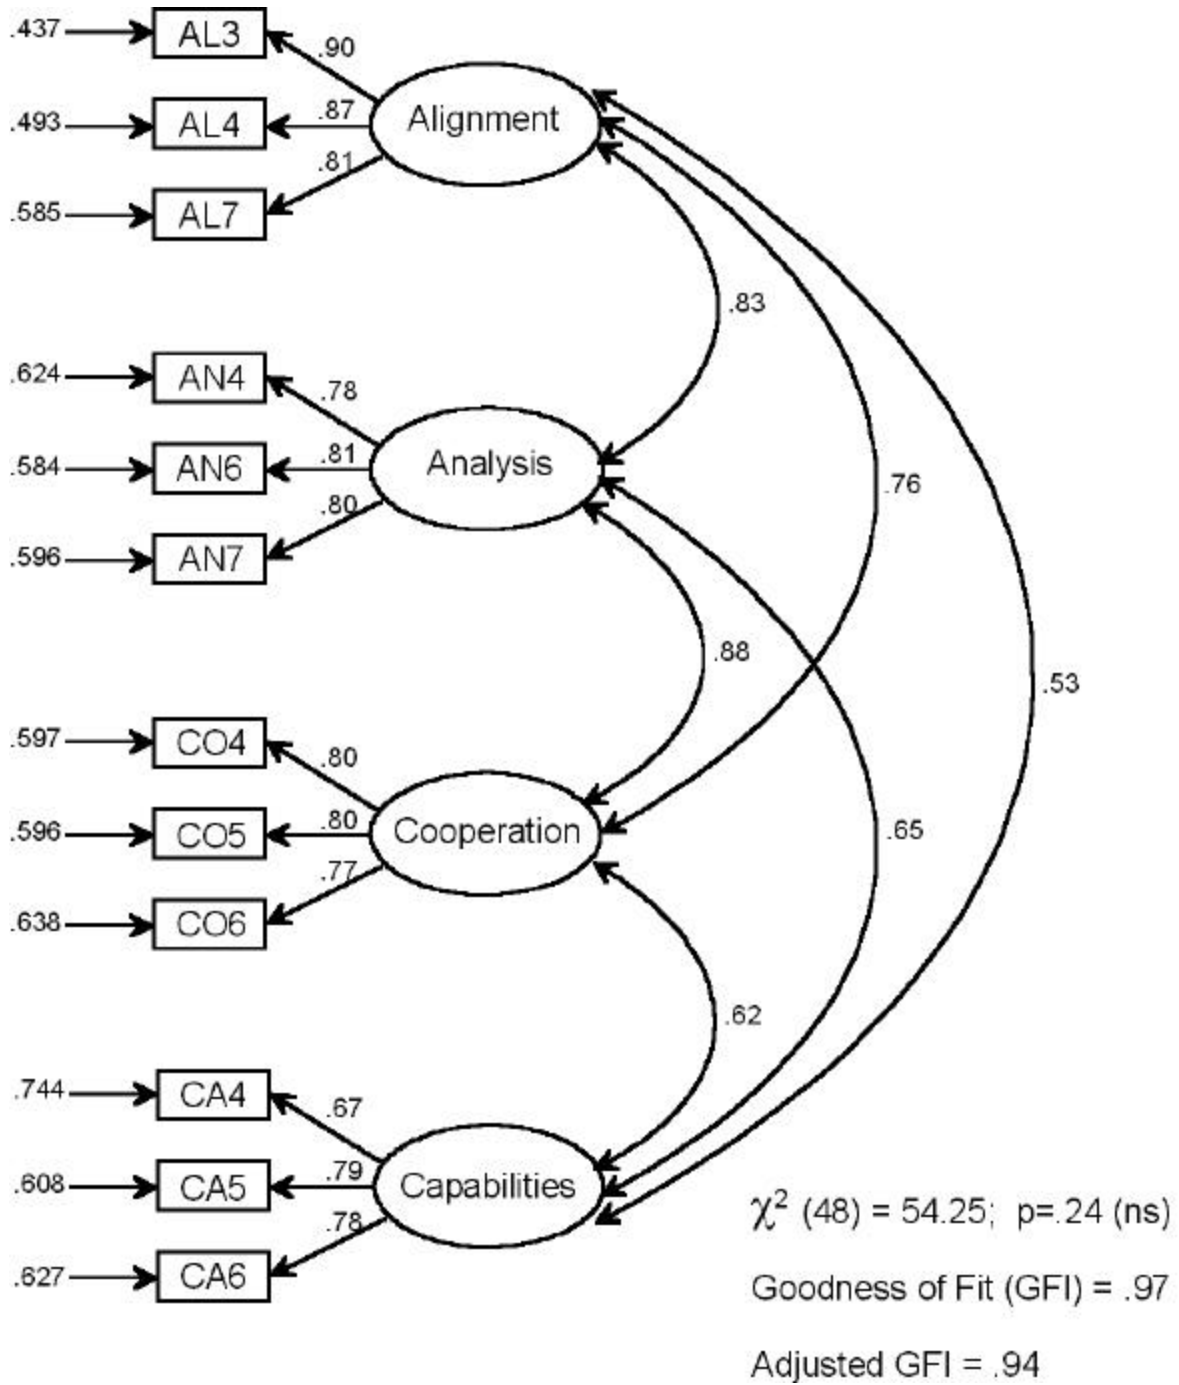 .437
AL3
.90
.493
AL4
.87
Alignment
.81
.585
AL7
.83
.624
AN4
.78
.584
AN6
.81
Analysis
.76
.80
.596
AN7
.88
.53
.597
CO4
.80
.596
CO5
.80
Cooperation
.65
.77
.638
CO6
.62
.744
CA4
.67
.608
CA5
.79
Capabilities
.78
.627
CA6
χ² (48) = 54.25; p=.24 (ns)
Goodness of Fit (GFI) = .97
Adjusted GFI = .94